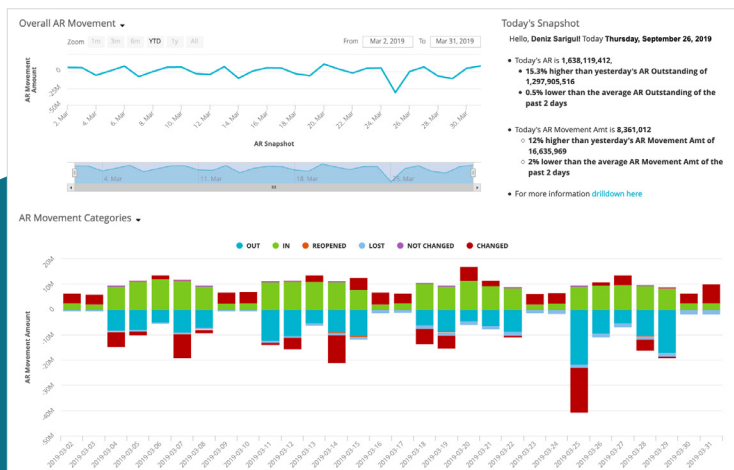 Overall AR Movement
Today's Snapshot
Zoom 1m 3m 6m YTD 1y All
From Mar 2, 2019 To Mar 31, 2019
Hello, Deniz Sarigul! Today Thursday, September 26, 2019
AR Movement Amount
0
-25M
-50M
2. Mar 4. Mar 6. Mar 8. Mar 10. Mar 12. Mar 14. Mar 16. Mar 18. Mar 20. Mar 22. Mar 24. Mar 26. Mar 28. Mar 30. Mar
AR Snapshot
4. Mar 11. Mar 18. Mar 25. Mar
• Today's AR is 1,638,119,412,
• 15.3% higher than yesterday's AR Outstanding of
1,297,905,516
• 0.5% lower than the average AR Outstanding of the
past 2 days
• Today's AR Movement Amt is 8,361,012
○ 12% higher than yesterday's AR Movement Amt of
16,635,969
○ 2% lower than the average AR Movement Amt of the
past 2 days
• For more information drilldown here
AR Movement Categories
OUT IN REOPENED LOST NOT CHANGED CHANGED
AR Movement Amount
20M
10M
0
-10M
-20M
-30M
-40M
-50M
2019-03-02 2019-03-03 2019-03-04 2019-03-05 2019-03-06 2019-03-07 2019-03-08 2019-03-09 2019-03-10 2019-03-11 2019-03-12 2019-03-13 2019-03-14 2019-03-15 2019-03-16 2019-03-17 2019-03-18 2019-03-19 2019-03-20 2019-03-21 2019-03-22 2019-03-23 2019-03-24 2019-03-25 2019-03-26 2019-03-27 2019-03-28 2019-03-29 2019-03-30 2019-03-31